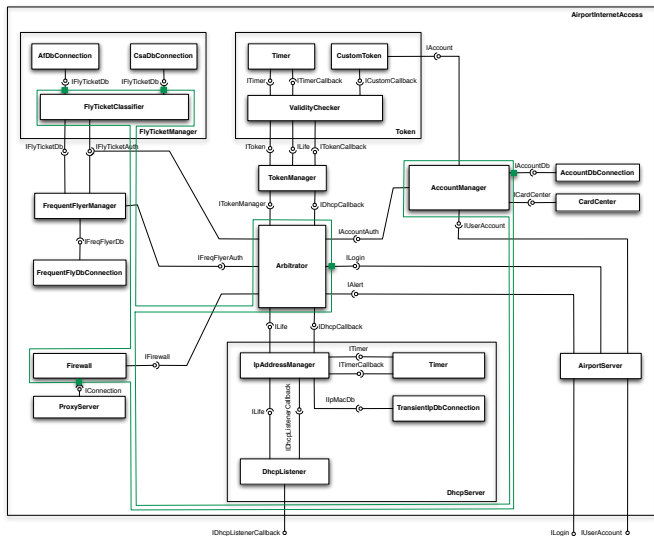 AirportInternetAccess
AfDbConnection
CsaDbConnection
IFlyTicketDb
IFlyTicketDb
FlyTicketClassifier
FlyTicketManager
IFlyTicketDb
IFlyTicketAuth
FrequentFlyerManager
IFreqFlyerDb
FrequentFlyDbConnection
Timer
CustomToken
ITimer
ITimerCallback
ICustomCallback
ValidityChecker
Token
IToken
ILife
ITokenCallback
TokenManager
ITokenManager
IDhcpCallback
IAccount
AccountManager
IAccountDb
AccountDbConnection
ICardCenter
CardCenter
IUserAccount
IAccountAuth
Arbitrator
IFreqFlyerAuth
ILogin
IAlert
ILife
IDhcpCallback
Firewall
IFirewall
IConnection
ProxyServer
IpAddressManager
ITimer
ITimerCallback
Timer
AirportServer
ILife
IDhcpListenerCallback
IIpMacDb
TransientIpDbConnection
DhcpListener
DhcpServer
IDhcpListenerCallback
ILogin
IUserAccount